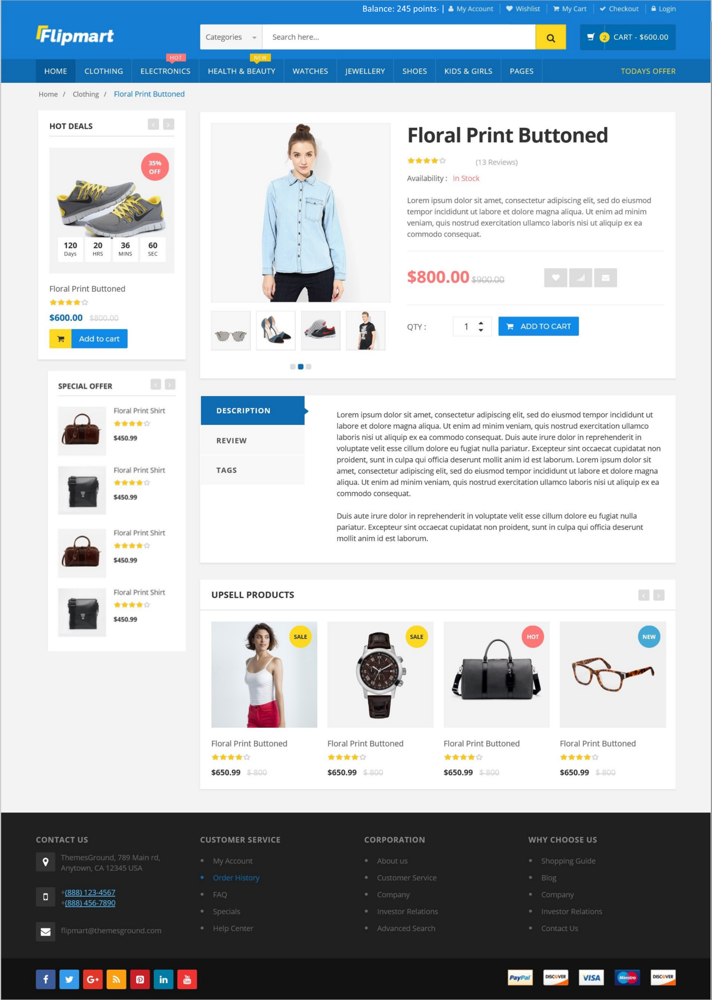 Balance: 245 points- | My Account Wishlist My Cart Checkout Login
Flipmart
Categories Search here... 2 CART - $600.00
HOT NEW
HOME CLOTHING ELECTRONICS HEALTH & BEAUTY WATCHES JEWELLERY SHOES KIDS & GIRLS PAGES TODAYS OFFER
Home / Clothing / Floral Print Buttoned
HOT DEALS
35%
OFF
120 20 36 60
Days HRS MINS SEC
Floral Print Buttoned
$600.00 $800.00
Add to cart
SPECIAL OFFER
Floral Print Shirt
$450.99
Floral Print Shirt
$450.99
Floral Print Shirt
$450.99
Floral Print Shirt
$450.99
Floral Print Buttoned
(13 Reviews)
Availability : In Stock
Lorem ipsum dolor sit amet, consectetur adipiscing elit, sed do eiusmod
tempor incididunt ut labore et dolore magna aliqua. Ut enim ad minim
veniam, quis nostrud exercitation ullamco laboris nisi ut aliquip ex ea
commodo consequat.
$800.00 $900.00
QTY : 1 ADD TO CART
DESCRIPTION
REVIEW
TAGS
Lorem ipsum dolor sit amet, consectetur adipiscing elit, sed do eiusmod tempor incididunt ut
labore et dolore magna aliqua. Ut enim ad minim veniam, quis nostrud exercitation ullamco
laboris nisi ut aliquip ex ea commodo consequat. Duis aute irure dolor in reprehenderit in
voluptate velit esse cillum dolore eu fugiat nulla pariatur. Excepteur sint occaecat cupidatat non
proident, sunt in culpa qui officia deserunt mollit anim id est laborum. Lorem ipsum dolor sit
amet, consectetur adipiscing elit, sed do eiusmod tempor incididunt ut labore et dolore magna
aliqua. Ut enim ad minim veniam, quis nostrud exercitation ullamco laboris nisi ut aliquip ex ea
commodo consequat.
Duis aute irure dolor in reprehenderit in voluptate velit esse cillum dolore eu fugiat nulla
pariatur. Excepteur sint occaecat cupidatat non proident, sunt in culpa qui officia deserunt
mollit anim id est laborum.
UPSELL PRODUCTS
SALE SALE HOT NEW
Floral Print Buttoned Floral Print Buttoned Floral Print Buttoned Floral Print Buttoned
$650.99 $ 800 $650.99 $ 800 $650.99 $ 800 $650.99 $ 800
CONTACT US
ThemesGround, 789 Main rd,
Anytown, CA 12345 USA
+(888) 123-4567
+(888) 456-7890
flipmart@themesground.com
CUSTOMER SERVICE
My Account
Order History
FAQ
Specials
Help Center
CORPORATION
About us
Customer Service
Company
Investor Relations
Advanced Search
WHY CHOOSE US
Shopping Guide
Blog
Company
Investor Relations
Contact Us
f G+ in You Tube PayPal DISCOVER VISA Maestro DISCOVER